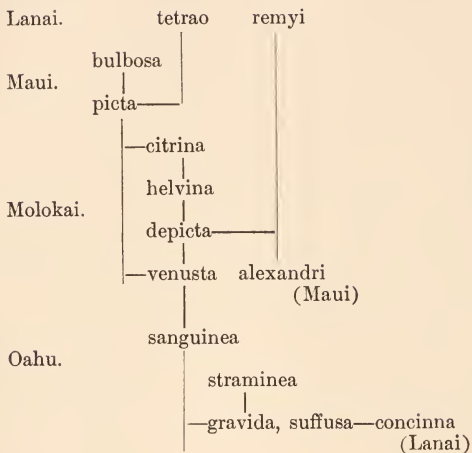 Lanai. tetrao remyi
bulbosa
Maui.
picta
citrina
helvina
Molokai.
depicta
venusta alexandri
(Maui)
sanguinea
Oahu.
straminea
gravida, suffusa—concinna
(Lanai)